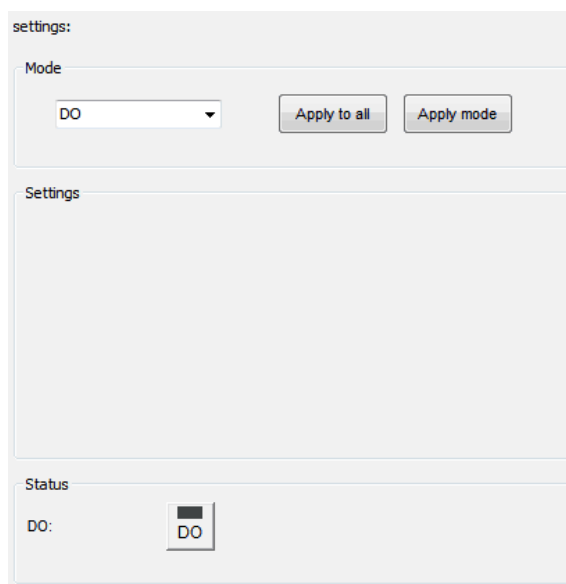 settings:
Mode
DO
Apply to all
Apply mode
Settings
Status
DO:
DO